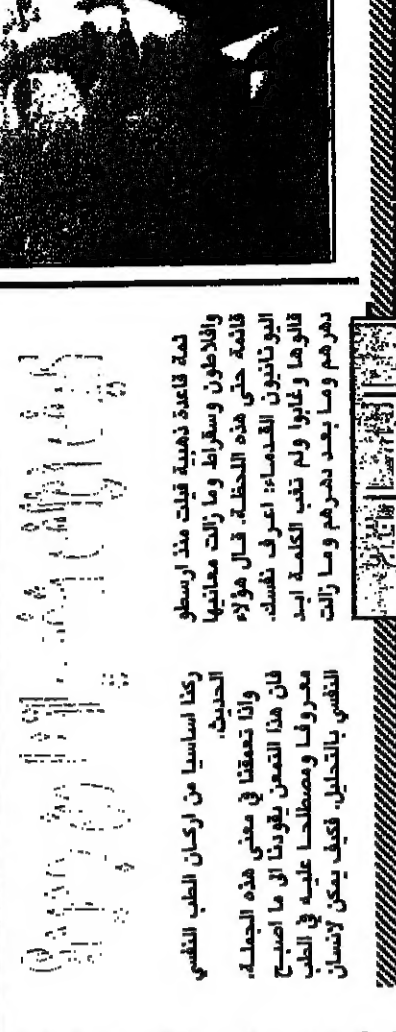 ثمة قاعدة ذهبية قيلت منذ ارسطو
وافلاطون وسقراط وما زالت معانيها
قائمة حتى هذه اللحظة. قال هؤلاء
اليونانيون القدماء: اعرف نفسك.
قالوها وغابوا ولم تغب الكلمة ابد
دهرهم وما بعد دهرهم وما زالت
ركنا اساسيا من اركان الطب النفسي
الحديث.
واذا تعمقنا في معنى هذه الجملة،
فان هذا التمعن يقودنا الى ما اصبح
معروفا ومصطلحا عليه في الطب
النفسي بالتحليل. فكيف يمكن لانسان